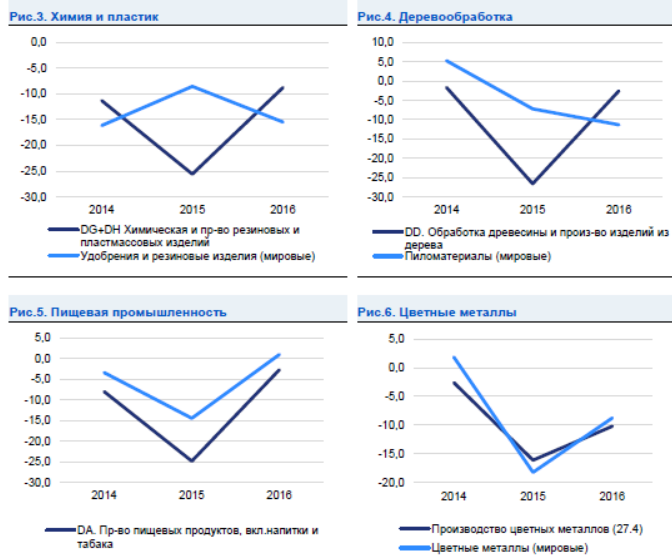 Рис.3. Химия и пластик
0,0
-5,0
-10,0
-15,0
-20,0
-25,0
-30,0
2014 2015 2016
DG+DH Химическая и пр-во резиновых и
пластмассовых изделий
Удобрения и резиновые изделия (мировые)
Рис.4. Деревообработка
10,0
5,0
0,0
-5,0
-10,0
-15,0
-20,0
-25,0
-30,0
2014 2015 2016
DD. Обработка древесины и произ-во изделий из
дерева
Пиломатериалы (мировые)
Рис.5. Пищевая промышленность
5,0
0,0
-5,0
-10,0
-15,0
-20,0
-25,0
-30,0
2014 2015 2016
DA. Пр-во пищевых продуктов, вкл.напитки и
табака
Рис.6. Цветные металлы
5,0
0,0
-5,0
-10,0
-15,0
-20,0
2014 2015 2016
Производство цветных металлов (27.4)
Цветные металлы (мировые)